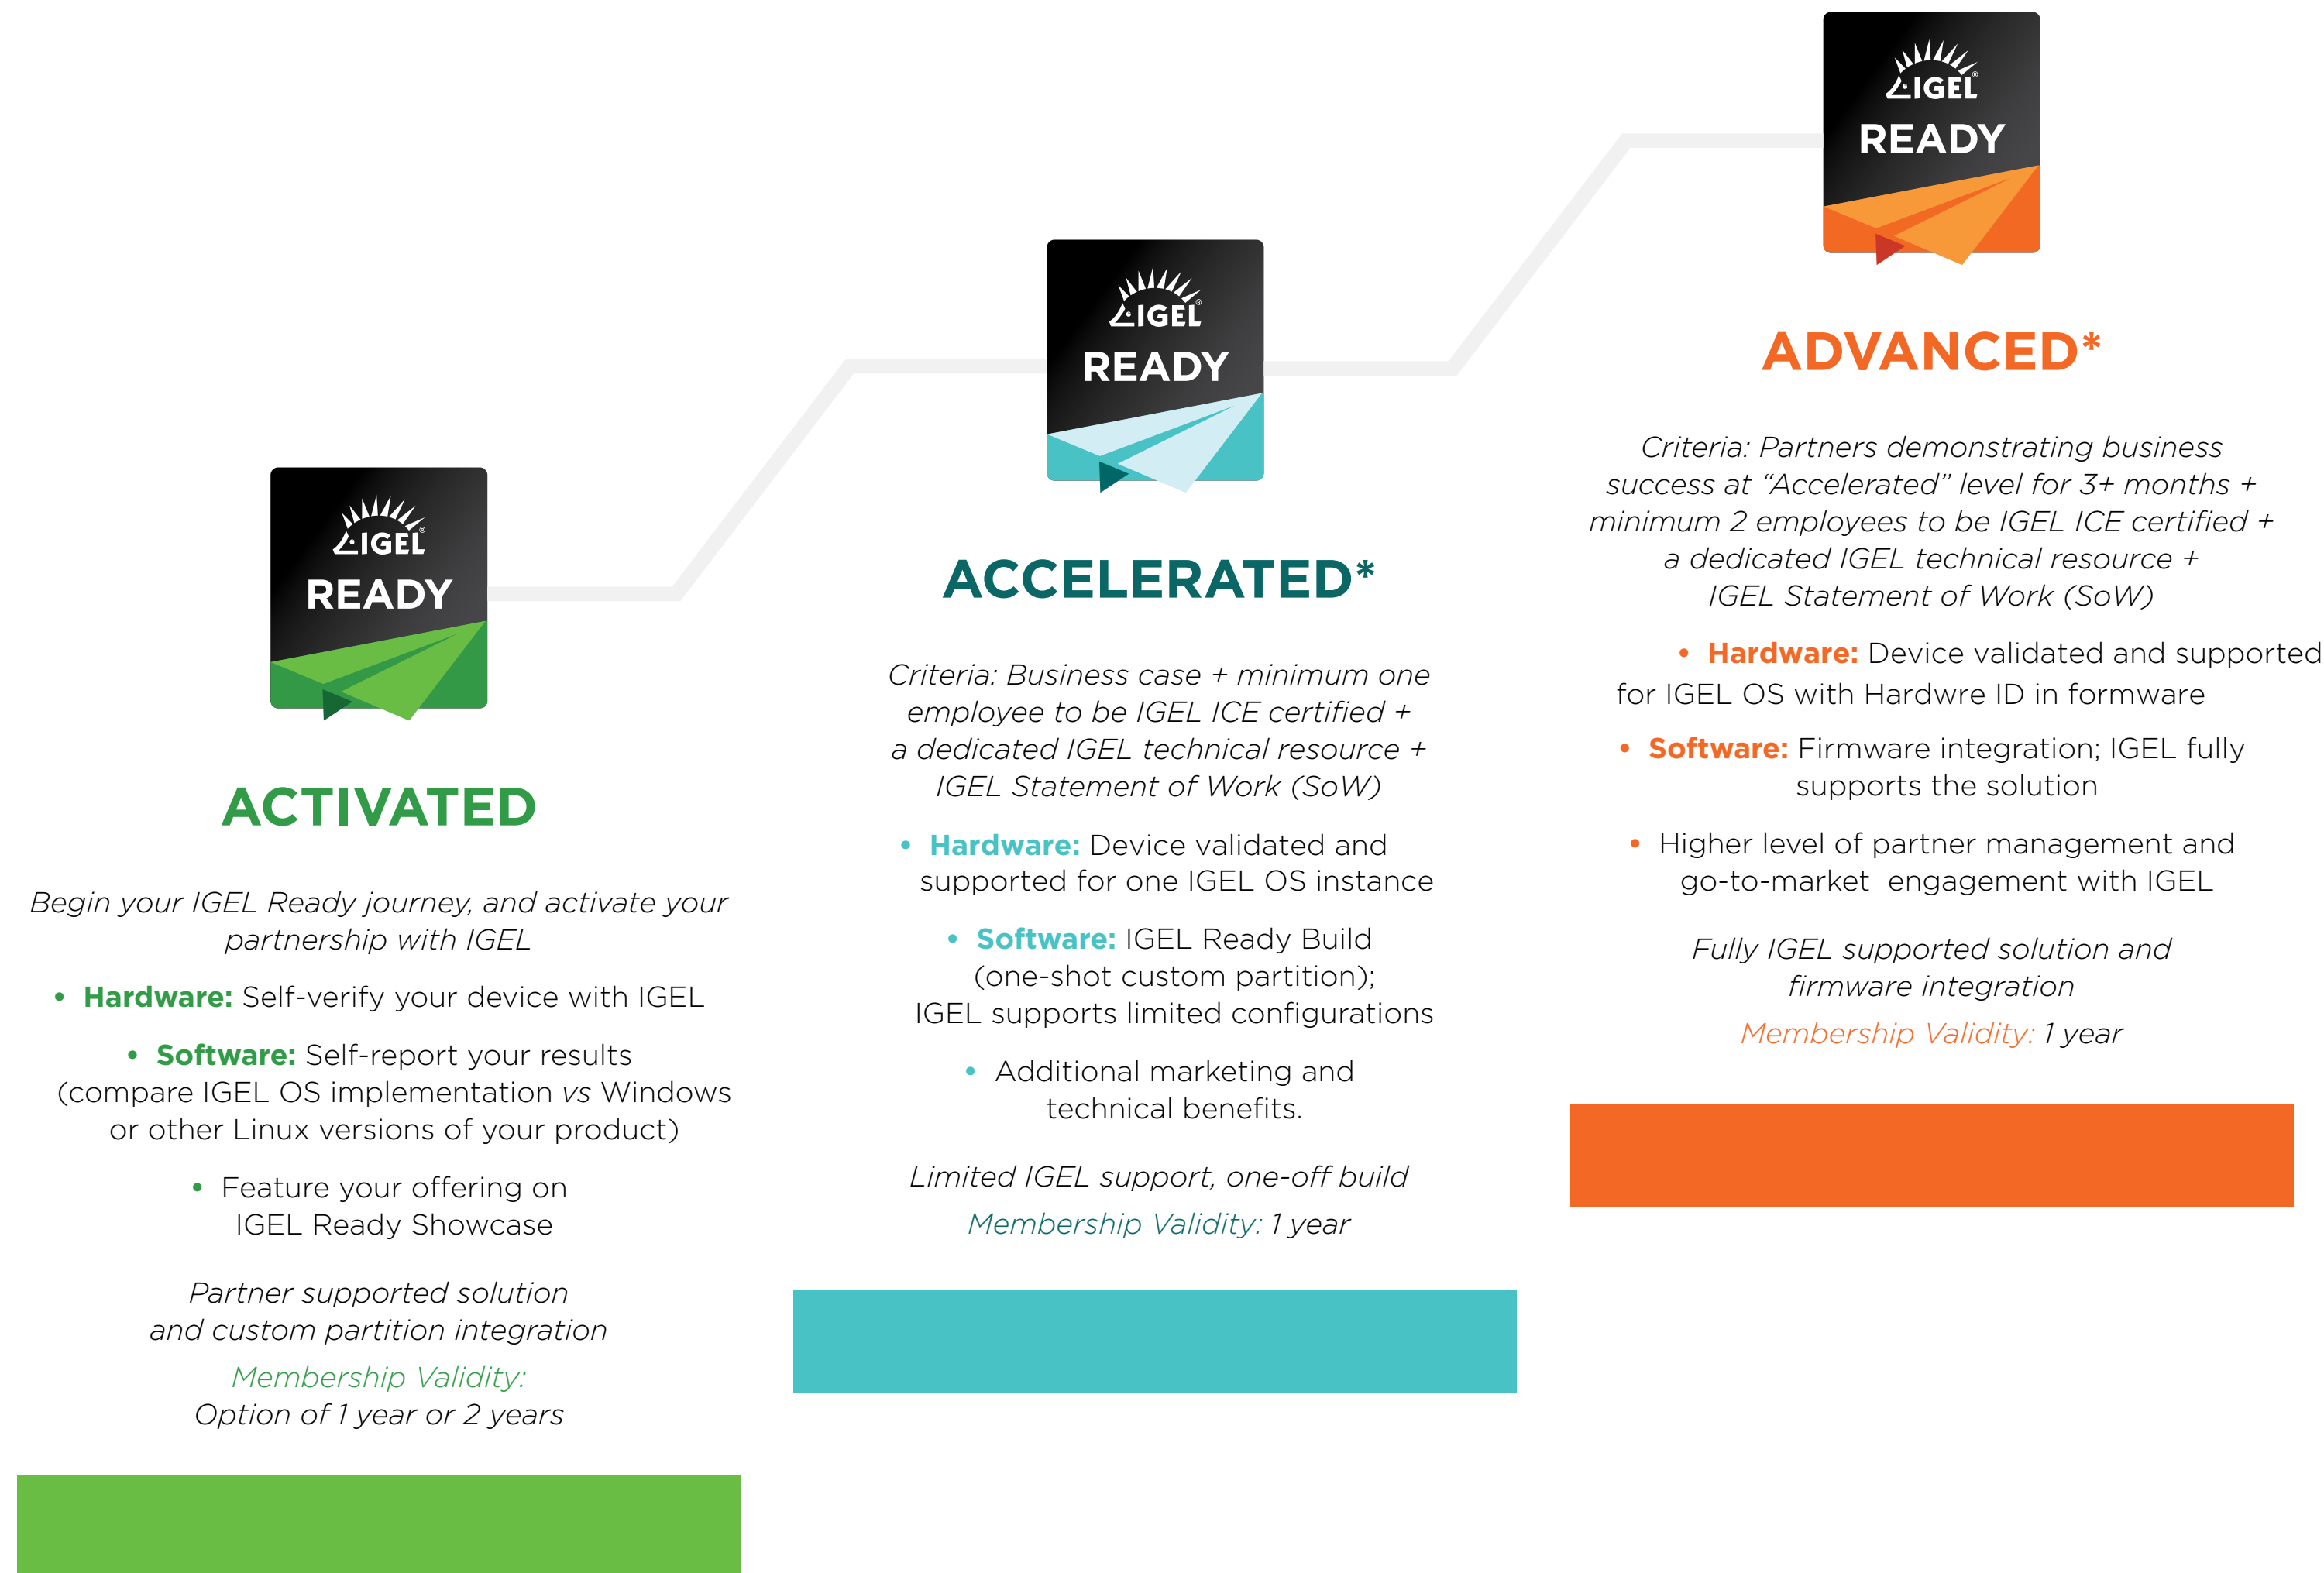 IGEL®
READY
ACTIVATED
Begin your IGEL Ready journey, and activate your
partnership with IGEL
• Hardware: Self-verify your device with IGEL
• Software: Self-report your results
(compare IGEL OS implementation vs Windows
or other Linux versions of your product)
• Feature your offering on
IGEL Ready Showcase
Partner supported solution
and custom partition integration
Membership Validity:
Option of 1 year or 2 years
IGEL®
READY
ACCELERATED*
Criteria: Business case + minimum one
employee to be IGEL ICE certified +
a dedicated IGEL technical resource +
IGEL Statement of Work (SoW)
• Hardware: Device validated and
supported for one IGEL OS instance
• Software: IGEL Ready Build
(one-shot custom partition);
IGEL supports limited configurations
• Additional marketing and
technical benefits.
Limited IGEL support, one-off build
Membership Validity: 1 year
IGEL®
READY
ADVANCED*
Criteria: Partners demonstrating business
success at “Accelerated” level for 3+ months +
minimum 2 employees to be IGEL ICE certified +
a dedicated IGEL technical resource +
IGEL Statement of Work (SoW)
• Hardware: Device validated and supported
for IGEL OS with Hardwre ID in formware
• Software: Firmware integration; IGEL fully
supports the solution
• Higher level of partner management and
go-to-market engagement with IGEL
Fully IGEL supported solution and
firmware integration
Membership Validity: 1 year